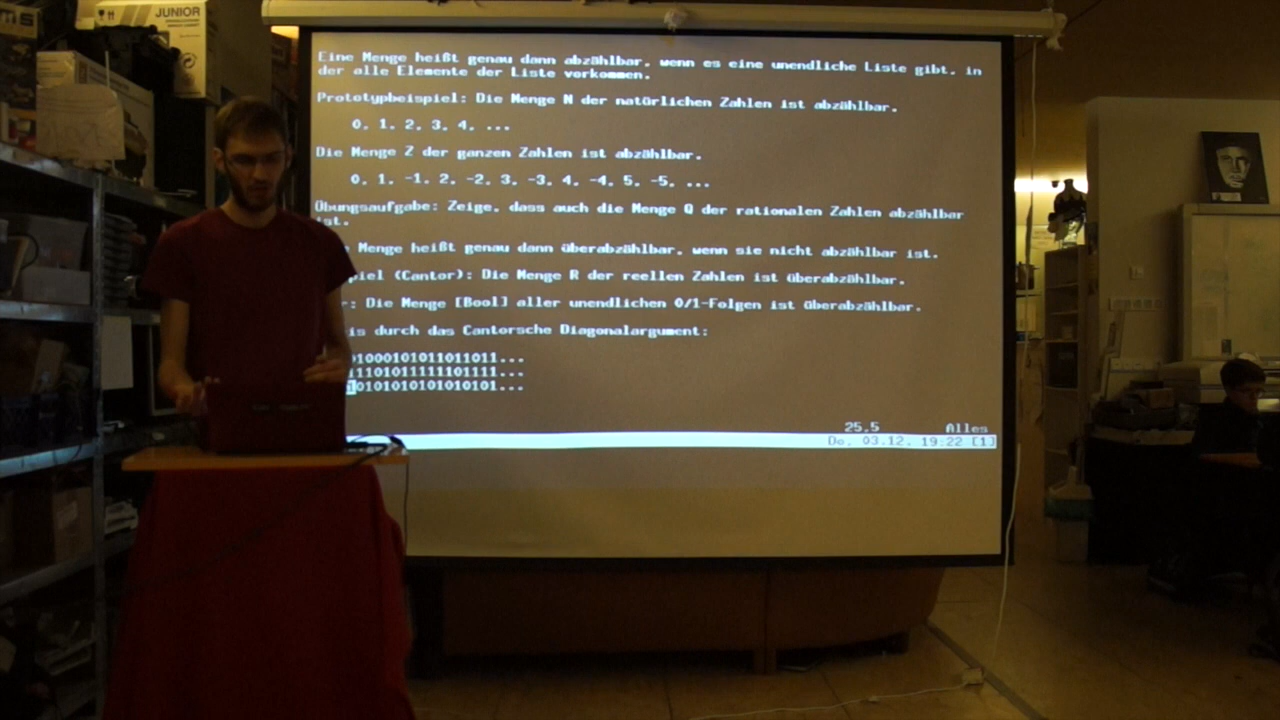 JUNIOR
Eine Menge heißt genau dann abzählbar, wenn es eine unendliche Liste gibt, in
der alle Elemente der Liste vorkommen.
Prototypbeispiel: Die Menge N der natürlichen Zahlen ist abzählbar.
0, 1, 2, 3, 4, ...
Die Menge Z der ganzen Zahlen ist abzählbar.
0, 1, -1, 2, -2, 3, -3, 4, -4, 5, -5, ...
Übungsaufgabe: Zeige, dass auch die Menge Q der rationalen Zahlen abzählbar
ist.
Menge heißt genau dann überabzählbar, wenn sie nicht abzählbar ist.
piel (Cantor): Die Menge R der reellen Zahlen ist überabzählbar.
r: Die Menge [Bool] aller unendlichen 0/1-Folgen ist überabzählbar.
is durch das Cantorsche Diagonalargument:
01000101011011011...
11101011111101111...
10101010101010101...
25,5 Alles
Do, 03.12. 19:22 [1]